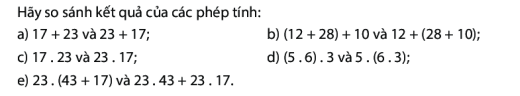 Hãy so sánh kết quả của các phép tính:
a) 17 + 23 và 23 + 17; b) (12 + 28) + 10 và 12 + (28 + 10);
c) 17 . 23 và 23 . 17; d) (5 . 6) . 3 và 5 . (6 . 3);
e) 23 . (43 + 17) và 23 . 43 + 23 . 17.